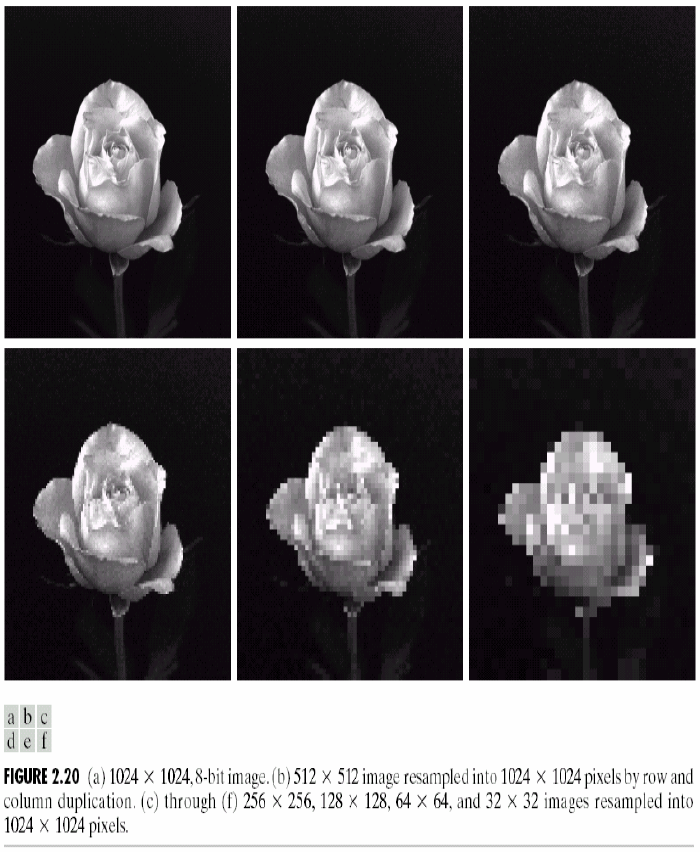 a b c
d e f
FIGURE 2.20 (a) 1024 × 1024, 8-bit image. (b) 512 × 512 image resampled into 1024 × 1024 pixels by row and
column duplication. (c) through (f) 256 × 256, 128 × 128, 64 × 64, and 32 × 32 images resampled into
1024 × 1024 pixels.